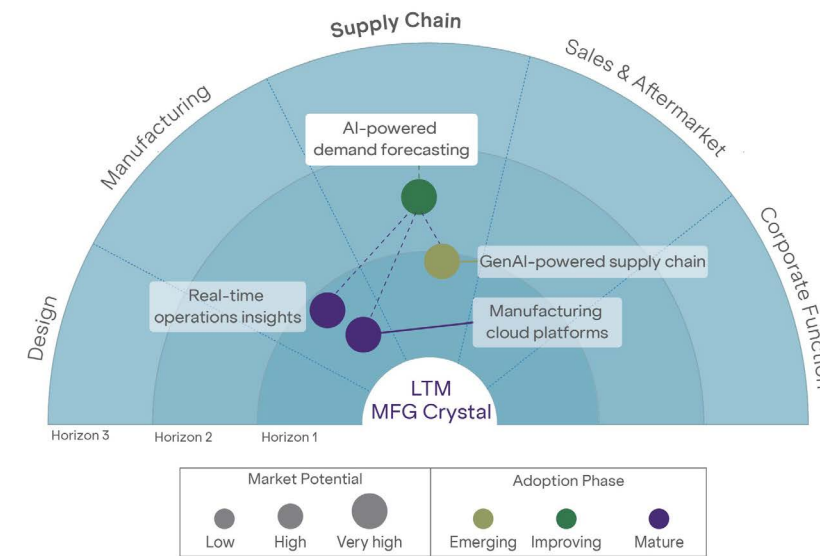 Supply Chain
Manufacturing
Sales & Aftermarket
Design
Corporate Function
AI-powered
demand forecasting
GenAI-powered supply chain
Real-time
operations insights
Manufacturing
cloud platforms
LTM
MFG Crystal
Horizon 3
Horizon 2
Horizon 1
Market Potential
Low
High
Very high
Adoption Phase
Emerging
Improving
Mature